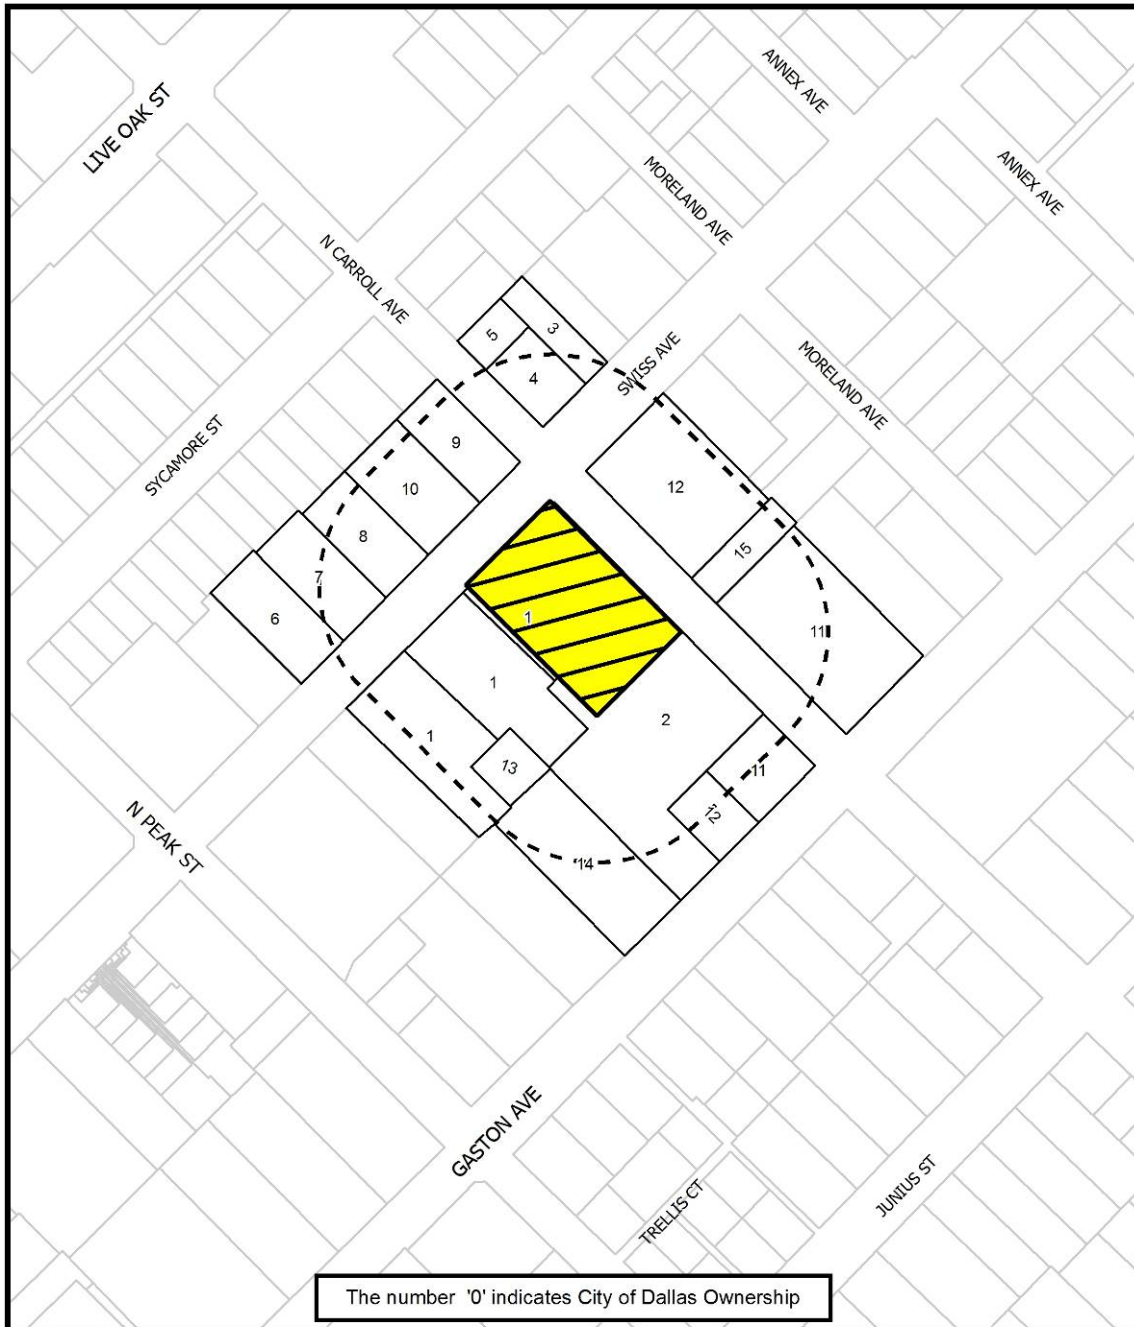 ANNEX AVE
LIVE OAK ST
MORELAND AVE
ANNEX AVE
N CARROLL AVE
5
3
4
SWISS AVE
MORELAND AVE
SYCAMORE ST
9
10
12
8
15
7
6
1
11
1
2
1
13
11
12
14
N PEAK ST
GASTON AVE
TRELLIS CT
JUNIUS ST
The number '0' indicates City of Dallas Ownership